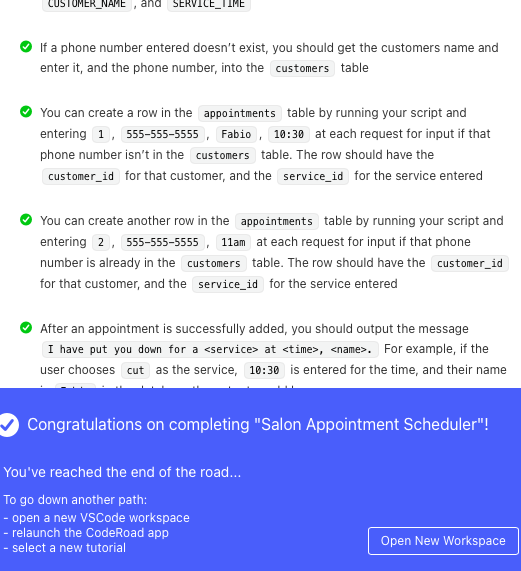 CUSTOMER_NAME , and SERVICE_TIME
If a phone number entered doesn’t exist, you should get the customers name and
enter it, and the phone number, into the customers table
You can create a row in the appointments table by running your script and
entering 1 , 555-555-5555 , Fabio , 10:30 at each request for input if that
phone number isn’t in the customers table. The row should have the
customer_id for that customer, and the service_id for the service entered
You can create another row in the appointments table by running your script and
entering 2 , 555-555-5555 , 11am at each request for input if that phone
number is already in the customers table. The row should have the customer_id
for that customer, and the service_id for the service entered
After an appointment is successfully added, you should output the message
I have put you down for a <service> at <time>, <name>. For example, if the
user chooses cut as the service, 10:30 is entered for the time, and their name
Congratulations on completing "Salon Appointment Scheduler"!
You've reached the end of the road...
To go down another path:
- open a new VSCode workspace
- relaunch the CodeRoad app
- select a new tutorial
Open New Workspace